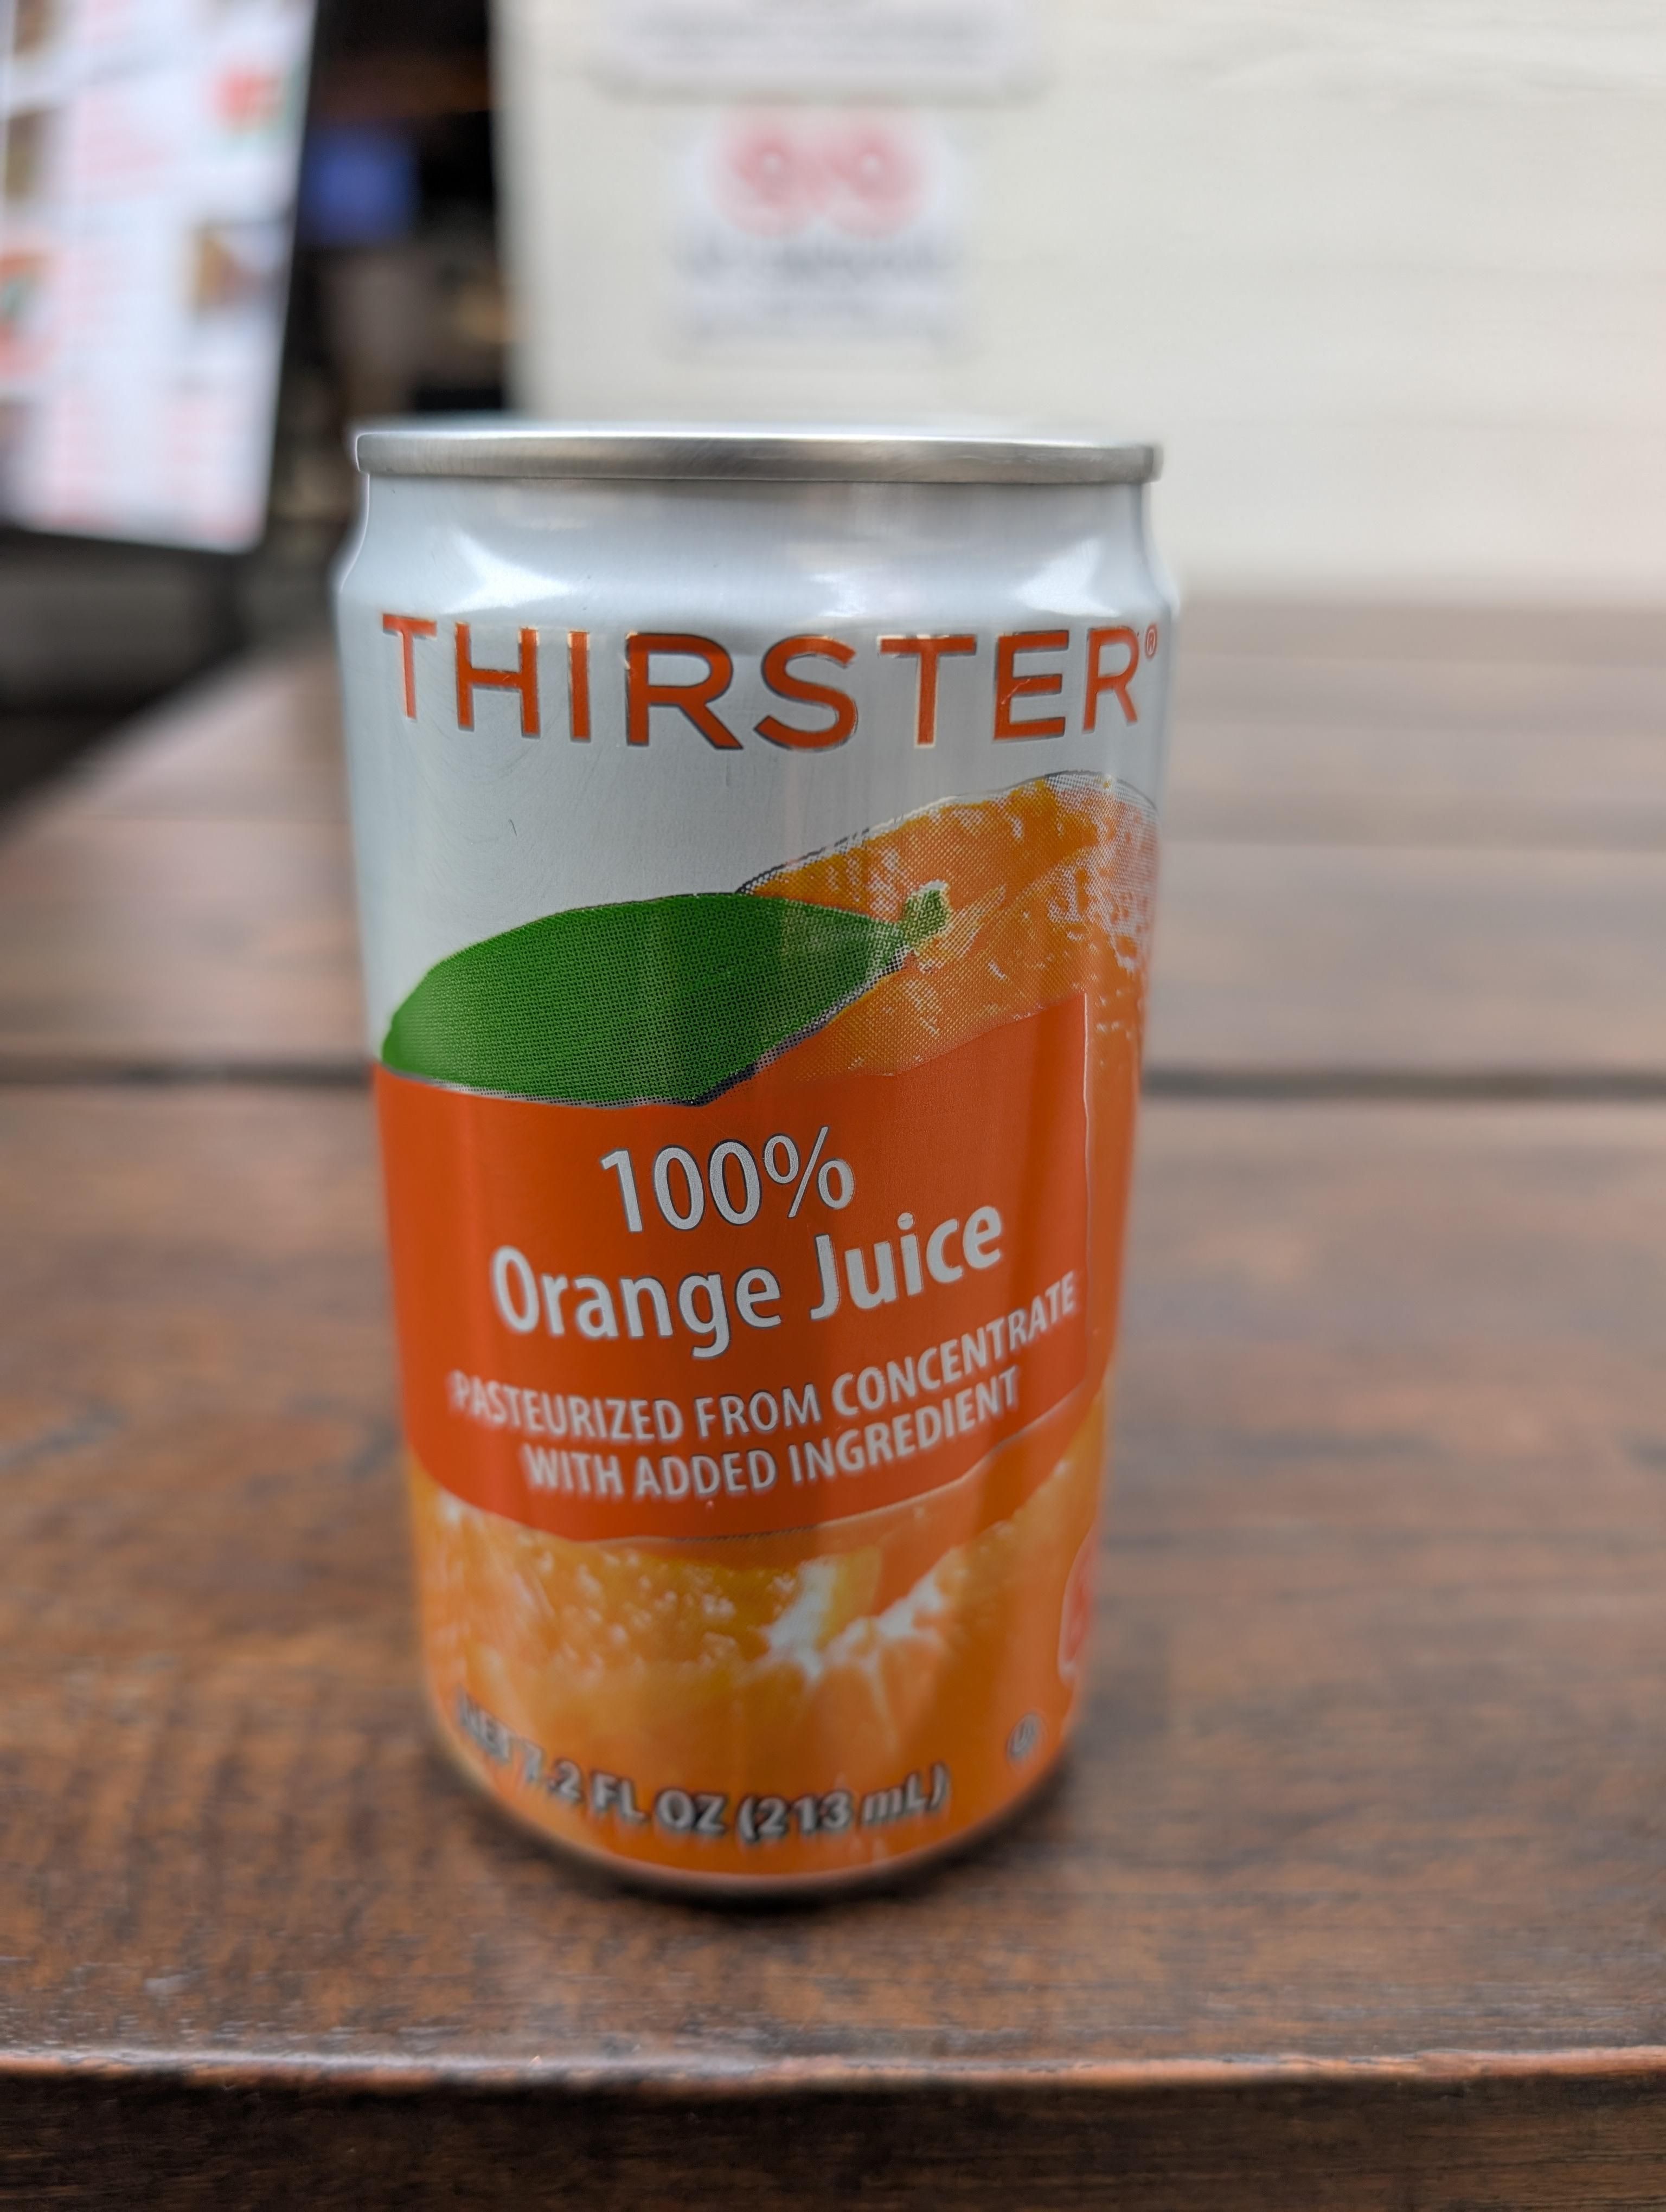 THIRSTER®
100%
Orange Juice
PASTEURIZED FROM CONCENTRATE
WITH ADDED INGREDIENT
NET 7.2 FL OZ (213 mL)